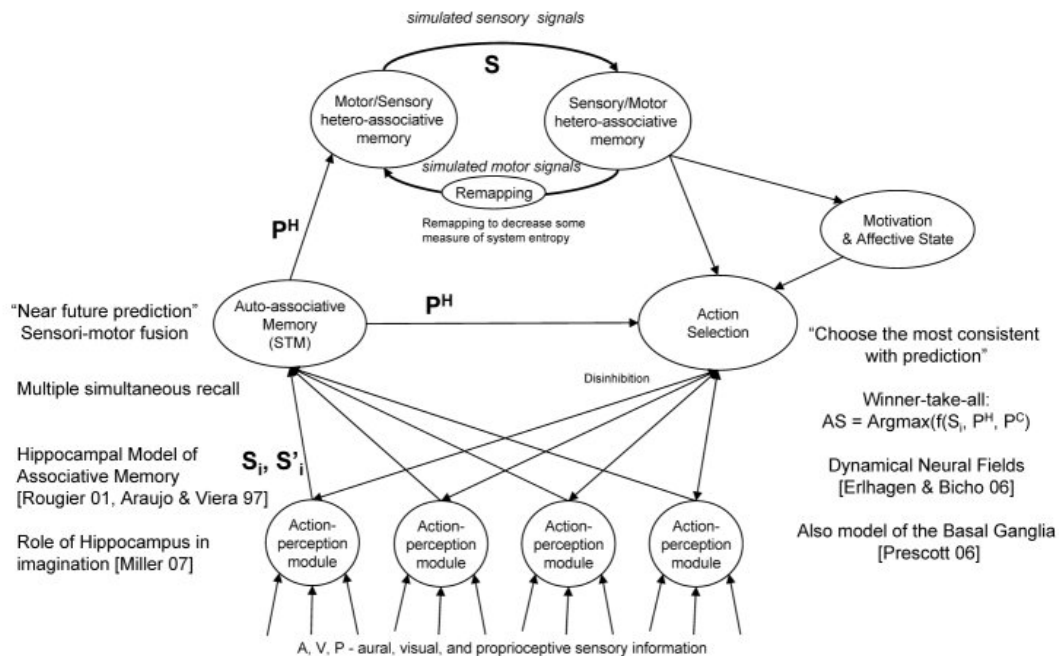 simulated sensory signals
S
Motor/Sensory
hetero-associative
memory
Sensory/Motor
hetero-associative
memory
simulated motor signals
Remapping
Remapping to decrease some
measure of system entropy
Motivation
& Affective State
P^H
"Near future prediction"
Sensori-motor fusion
Auto-associative
Memory
(STM)
P^H
Action
Selection
"Choose the most consistent
with prediction"
Multiple simultaneous recall
Disinhibition
Winner-take-all:
AS = Argmax(f(S_i, P^H, P^C)
Hippocampal Model of
Associative Memory
[Rougier 01, Araujo & Viera 97]
S_i, S'_i
Dynamical Neural Fields
[Erlhagen & Bicho 06]
Role of Hippocampus in
imagination [Miller 07]
Action-
perception
module
Action-
perception
module
Action-
perception
module
Action-
perception
module
Also model of the Basal Ganglia
[Prescott 06]
A, V, P - aural, visual, and proprioceptive sensory information